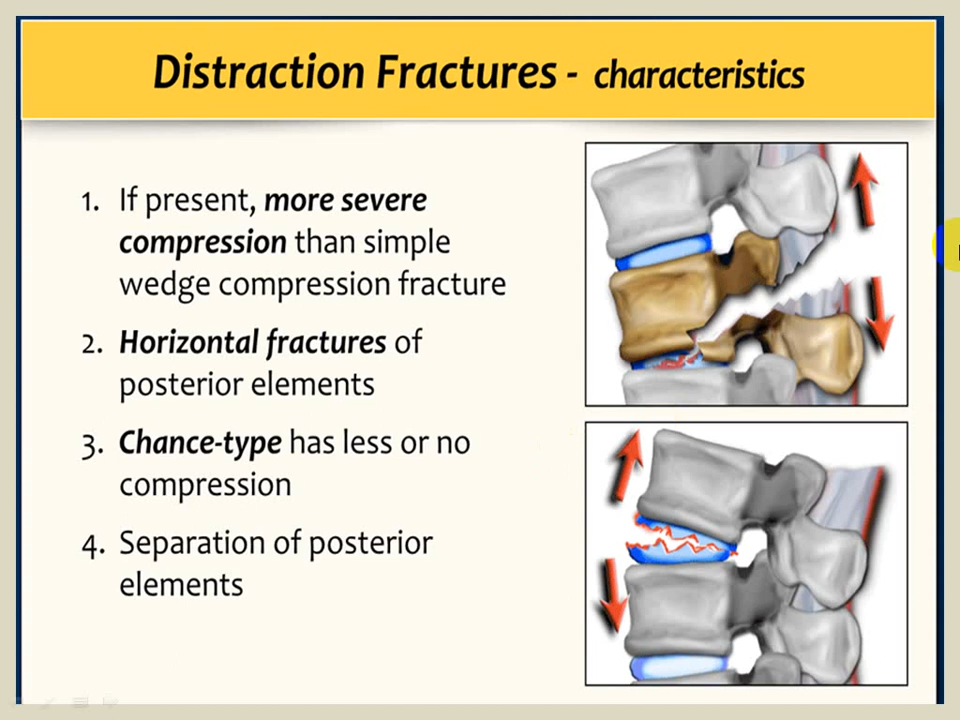 Distraction Fractures - characteristics
1. If present, more severe
compression than simple
wedge compression fracture
2. Horizontal fractures of
posterior elements
3. Chance-type has less or no
compression
4. Separation of posterior
elements